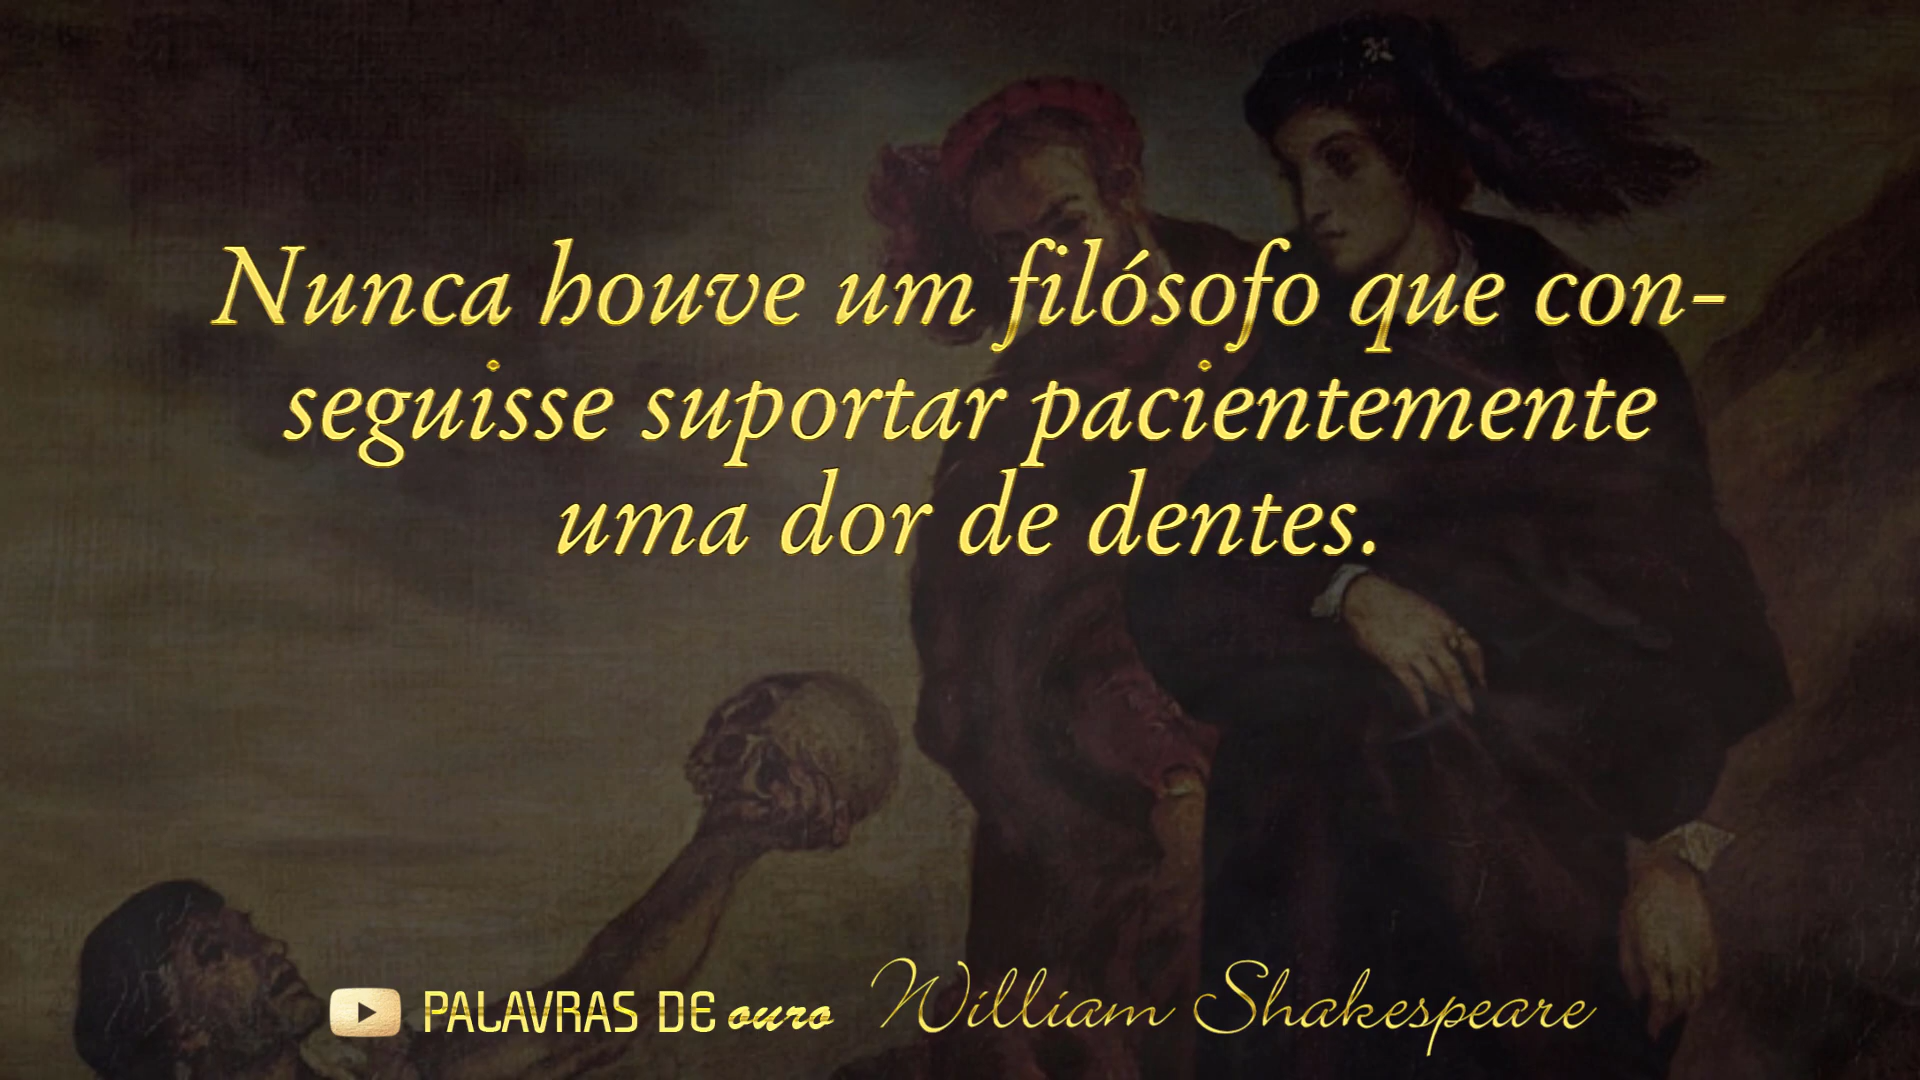 Nunca houve um filósofo que con-
seguisse suportar pacientemente
uma dor de dentes.
PALAVRAS DE ouro William Shakespeare